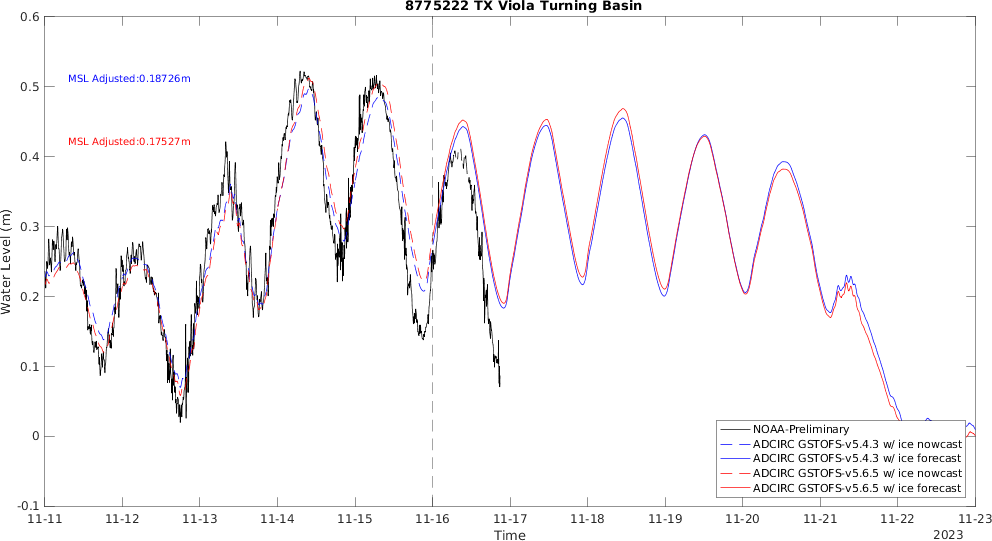 8775222 TX Viola Turning Basin
0.6
0.5
0.4
0.3
0.2
0.1
0
-0.1
Water Level (m)
MSL Adjusted:0.18726m
MSL Adjusted:0.17527m
NOAA-Preliminary
ADCIRC GSTOFS-v5.4.3 w/ ice nowcast
ADCIRC GSTOFS-v5.4.3 w/ ice forecast
ADCIRC GSTOFS-v5.6.5 w/ ice nowcast
ADCIRC GSTOFS-v5.6.5 w/ ice forecast
11-11 11-12 11-13 11-14 11-15 11-16 11-17 11-18 11-19 11-20 11-21 11-22 11-23
Time
2023